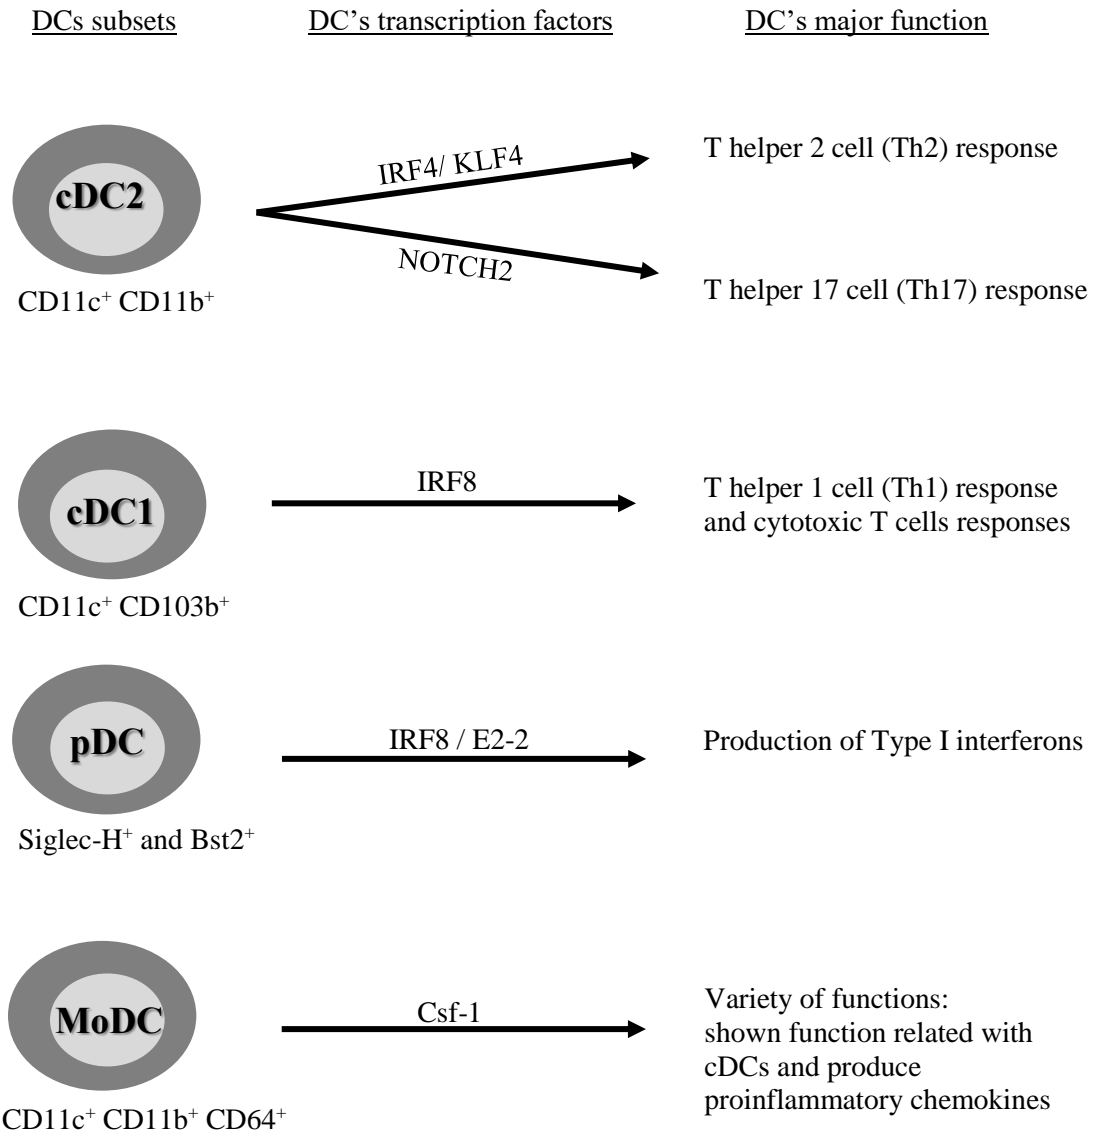 DCs subsets
DC’s transcription factors
DC’s major function
cDC2
CD11c⁺ CD11b⁺
IRF4/ KLF4
NOTCH2
T helper 2 cell (Th2) response
T helper 17 cell (Th17) response
cDC1
CD11c⁺ CD103b⁺
IRF8
T helper 1 cell (Th1) response
and cytotoxic T cells responses
pDC
Siglec-H⁺ and Bst2⁺
IRF8 / E2-2
Production of Type I interferons
MoDC
CD11c⁺ CD11b⁺ CD64⁺
Csf-1
Variety of functions:
shown function related with
cDCs and produce
proinflammatory chemokines